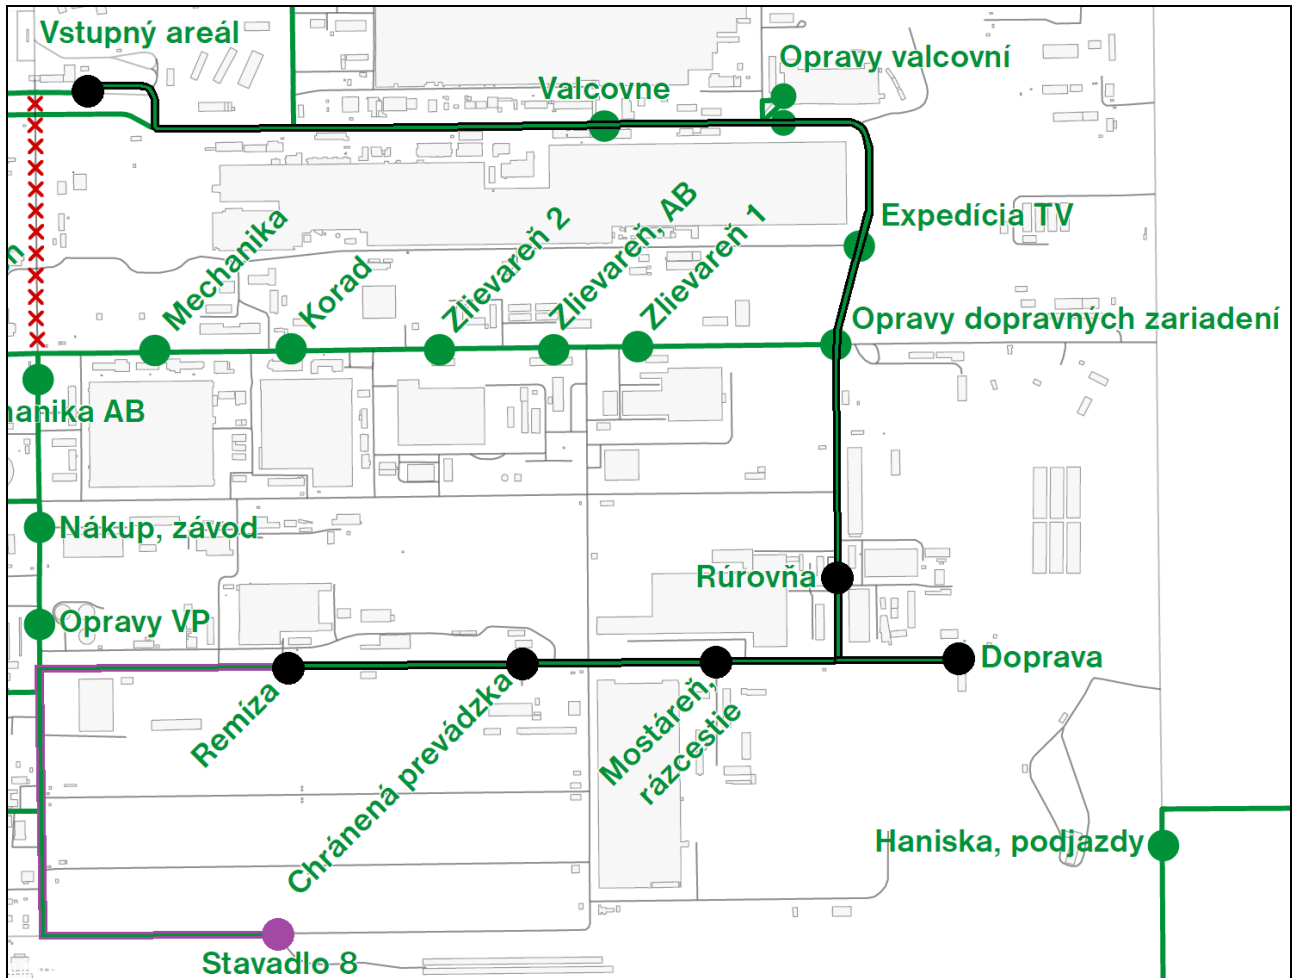 Vstupný areál
Opravy valcovní
Valcovne
Expedícia TV
Mechanika
Korad
Zlievareň 2
Zlievareň, AB
Zlievareň 1
Opravy dopravných zariadení
anika AB
Nákup, závod
Opravy VP
Rúrovňa
Doprava
Remíza
Chránená prevádzka
Mostáreň,
rázcestie
Haniska, podjazdy
Stavadlo 8